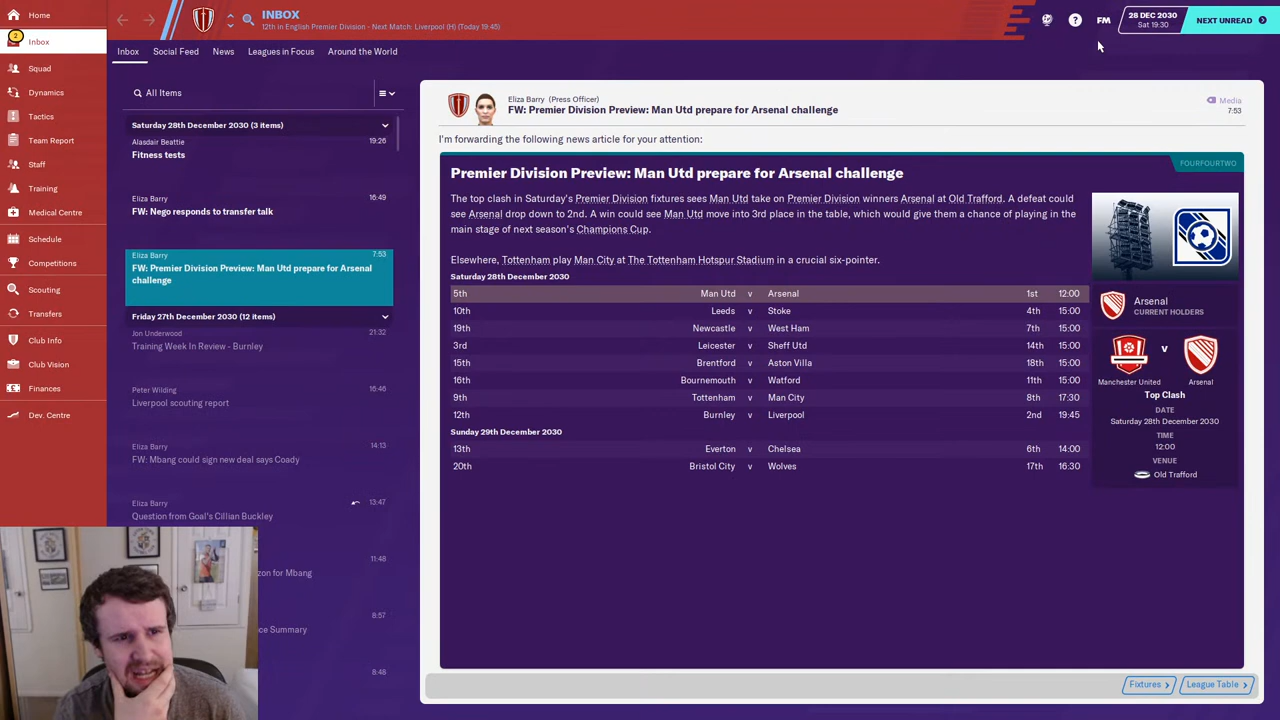 Home
INBOX
12th in English Premier Division - Next Match: Liverpool (H) (Today 19:45)
?
FM
28 DEC 2030
Sat 19:30
NEXT UNREAD
2
Inbox
Squad
Dynamics
Tactics
Team Report
Staff
Training
Medical Centre
Schedule
Competitions
Scouting
Transfers
Club Info
Club Vision
Finances
Dev. Centre
Inbox Social Feed News Leagues in Focus Around the World
All Items
Saturday 28th December 2030 (3 items)
Alasdair Beattie 19:26
Fitness tests
Eliza Barry 16:49
FW: Nego responds to transfer talk
Eliza Barry 7:53
FW: Premier Division Preview: Man Utd prepare for Arsenal
challenge
Friday 27th December 2030 (12 items)
Jon Underwood 21:32
Training Week In Review - Burnley
Peter Wilding 16:46
Liverpool scouting report
Eliza Barry 14:13
FW: Mbang could sign new deal says Coady
Eliza Barry 13:47
Question from Goal's Cillian Buckley
11:48
zon for Mbang
8:57
ce Summary
8:48
Eliza Barry (Press Officer)
FW: Premier Division Preview: Man Utd prepare for Arsenal challenge
Media
7:53
I'm forwarding the following news article for your attention:
FOURFOURTWO
Premier Division Preview: Man Utd prepare for Arsenal challenge
The top clash in Saturday's Premier Division fixtures sees Man Utd take on Premier Division winners Arsenal at Old Trafford. A defeat could
see Arsenal drop down to 2nd. A win could see Man Utd move into 3rd place in the table, which would give them a chance of playing in the
main stage of next season's Champions Cup.
Elsewhere, Tottenham play Man City at The Tottenham Hotspur Stadium in a crucial six-pointer.
Saturday 28th December 2030
5th Man Utd v Arsenal 1st 12:00
10th Leeds v Stoke 4th 15:00
19th Newcastle v West Ham 7th 15:00
3rd Leicester v Sheff Utd 14th 15:00
15th Brentford v Aston Villa 18th 15:00
16th Bournemouth v Watford 11th 15:00
9th Tottenham v Man City 8th 17:30
12th Burnley v Liverpool 2nd 19:45
Sunday 29th December 2030
13th Everton v Chelsea 6th 14:00
20th Bristol City v Wolves 17th 16:30
Arsenal
CURRENT HOLDERS
v
Manchester United Arsenal
Top Clash
DATE
Saturday 28th December 2030
TIME
12:00
VENUE
Old Trafford
Fixtures
League Table